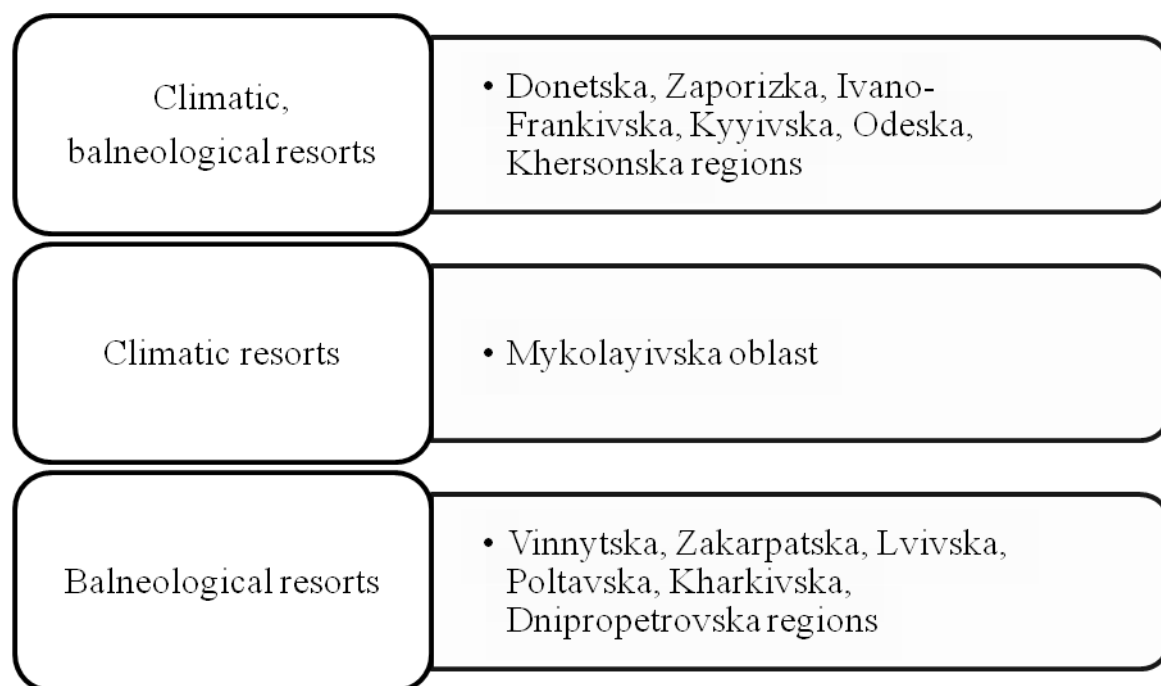 Climatic,
balneological resorts
• Donetska, Zaporizka, Ivano-
Frankivska, Kyyivska, Odeska,
Khersonska regions
Climatic resorts
• Mykolayivska oblast
Balneological resorts
• Vinnytska, Zakarpatska, Lvivska,
Poltavska, Kharkivska,
Dnipropetrovska regions